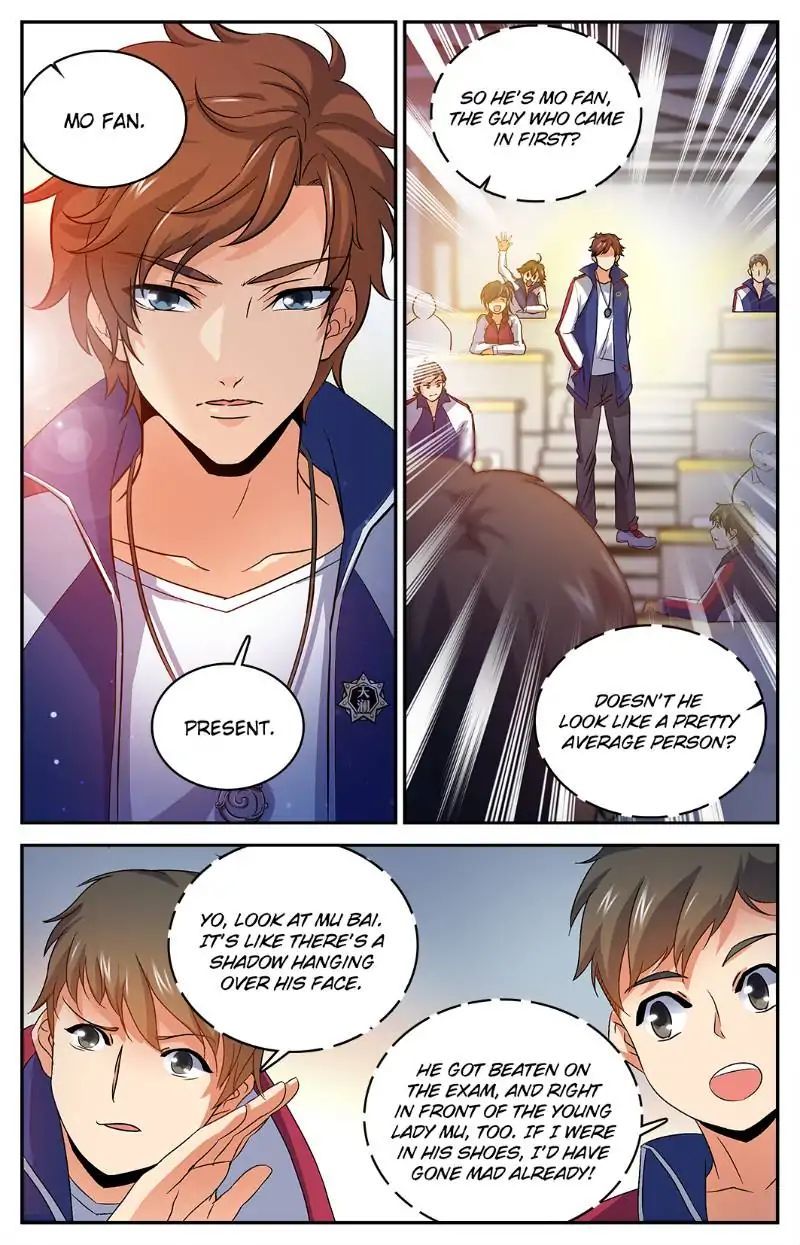 MO FAN.
PRESENT.
天
澜
SO HE'S MO FAN,
THE GUY WHO CAME
IN FIRST?
DOESN'T HE
LOOK LIKE A PRETTY
AVERAGE PERSON?
YO, LOOK AT MU BAI.
IT'S LIKE THERE'S A
SHADOW HANGING
OVER HIS FACE.
HE GOT BEATEN ON
THE EXAM, AND RIGHT
IN FRONT OF THE YOUNG
LADY MU, TOO. IF I WERE
IN HIS SHOES, I'D HAVE
GONE MAD ALREADY!